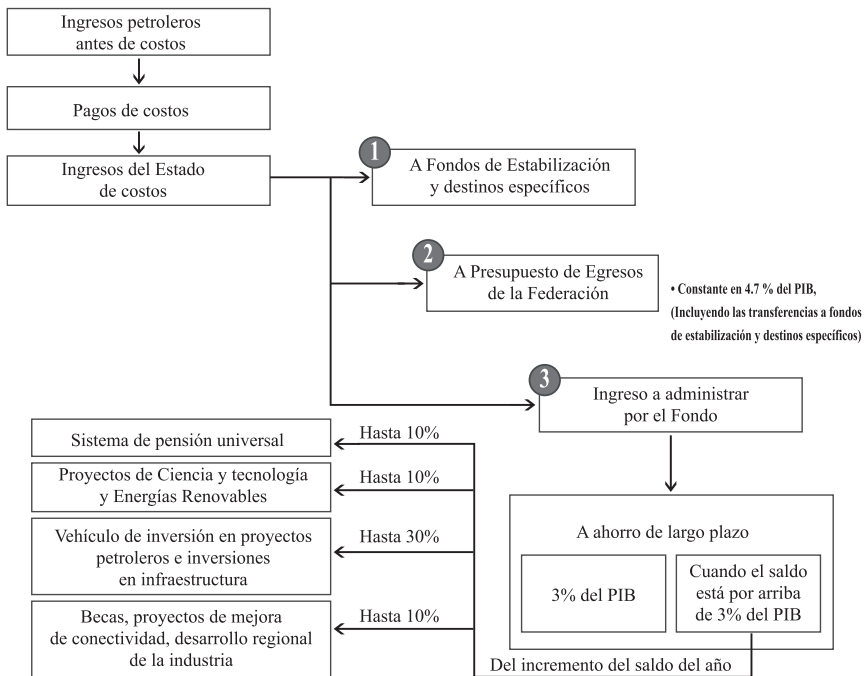 Ingresos petroleros
antes de costos
Pagos de costos
Ingresos del Estado
de costos
1
A Fondos de Estabilización
y destinos específicos
2
A Presupuesto de Egresos
de la Federación
• Constante en 4.7 % del PIB,
(Incluyendo las transferencias a fondos
de estabilización y destinos específicos)
3
Ingreso a administrar
por el Fondo
A ahorro de largo plazo
3% del PIB
Cuando el saldo
está por arriba
de 3% del PIB
Del incremento del saldo del año
Hasta 10%
Sistema de pensión universal
Hasta 10%
Proyectos de Ciencia y tecnología
y Energías Renovables
Hasta 30%
Vehículo de inversión en proyectos
petroleros e inversiones
en infraestructura
Hasta 10%
Becas, proyectos de mejora
de conectividad, desarrollo regional
de la industria